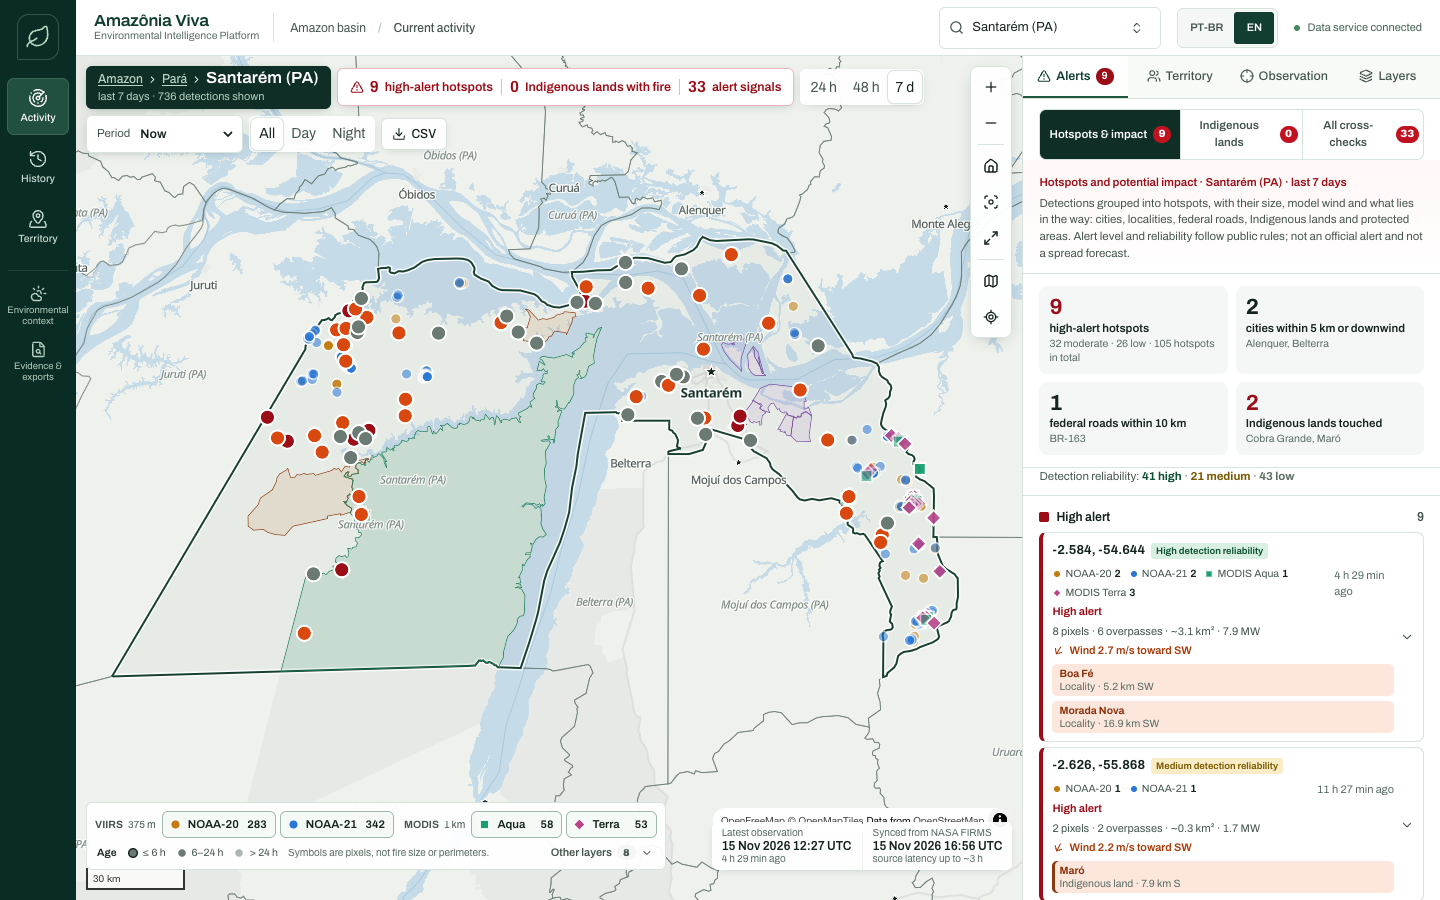 Amazônia Viva
Environmental Intelligence Platform
Amazon basin / Current activity
Santarém (PA)
PT-BR EN
Data service connected
Activity
History
Territory
Environmental context
Evidence & exports
Amazon › Pará › Santarém (PA)
last 7 days · 736 detections shown
9 high-alert hotspots
0 Indigenous lands with fire
33 alert signals
24 h 48 h 7 d
Period Now
All Day Night
CSV
Óbidos (PA)
Óbidos
Curuá
Curuá (PA)
Alenquer
Monte Aleg
ta (PA)
nta
Juruti
Juruti (PA)
Santarém (PA)
Santarém
Belterra
Mojuí dos Campos
Santarém (PA)
Santarém (PA)
Belterra (PA)
Mojuí dos Campos (PA)
Uruará
VIIRS 375 m NOAA-20 283 NOAA-21 342 MODIS 1 km Aqua 58 Terra 53
Age ≤ 6 h 6–24 h > 24 h Symbols are pixels, not fire size or perimeters. Other layers 8
30 km
OpenFreeMap © OpenMapTiles Data from OpenStreetMap
Latest observation
15 Nov 2026 12:27 UTC
4 h 29 min ago
Synced from NASA FIRMS
15 Nov 2026 16:56 UTC
source latency up to ~3 h
Alerts 9
Territory
Observation
Layers
Hotspots & impact 9
Indigenous lands 0
All cross-checks 33
Hotspots and potential impact · Santarém (PA) · last 7 days
Detections grouped into hotspots, with their size, model wind and what lies
in the way: cities, localities, federal roads, Indigenous lands and protected
areas. Alert level and reliability follow public rules; not an official alert and not
a spread forecast.
9
high-alert hotspots
32 moderate · 26 low · 105 hotspots
in total
2
cities within 5 km or downwind
Alenquer, Belterra
1
federal roads within 10 km
BR-163
2
Indigenous lands touched
Cobra Grande, Maró
Detection reliability: 41 high · 21 medium · 43 low
High alert 9
-2.584, -54.644 High detection reliability
NOAA-20 2 NOAA-21 2 MODIS Aqua 1
MODIS Terra 3
4 h 29 min
ago
High alert
8 pixels · 6 overpasses · ~3.1 km² · 7.9 MW
Wind 2.7 m/s toward SW
Boa Fé
Locality · 5.2 km SW
Morada Nova
Locality · 16.9 km SW
-2.626, -55.868 Medium detection reliability
NOAA-20 1 NOAA-21 1
11 h 27 min ago
High alert
2 pixels · 2 overpasses · ~0.3 km² · 1.7 MW
Wind 2.2 m/s toward SW
Maró
Indigenous land · 7.9 km S